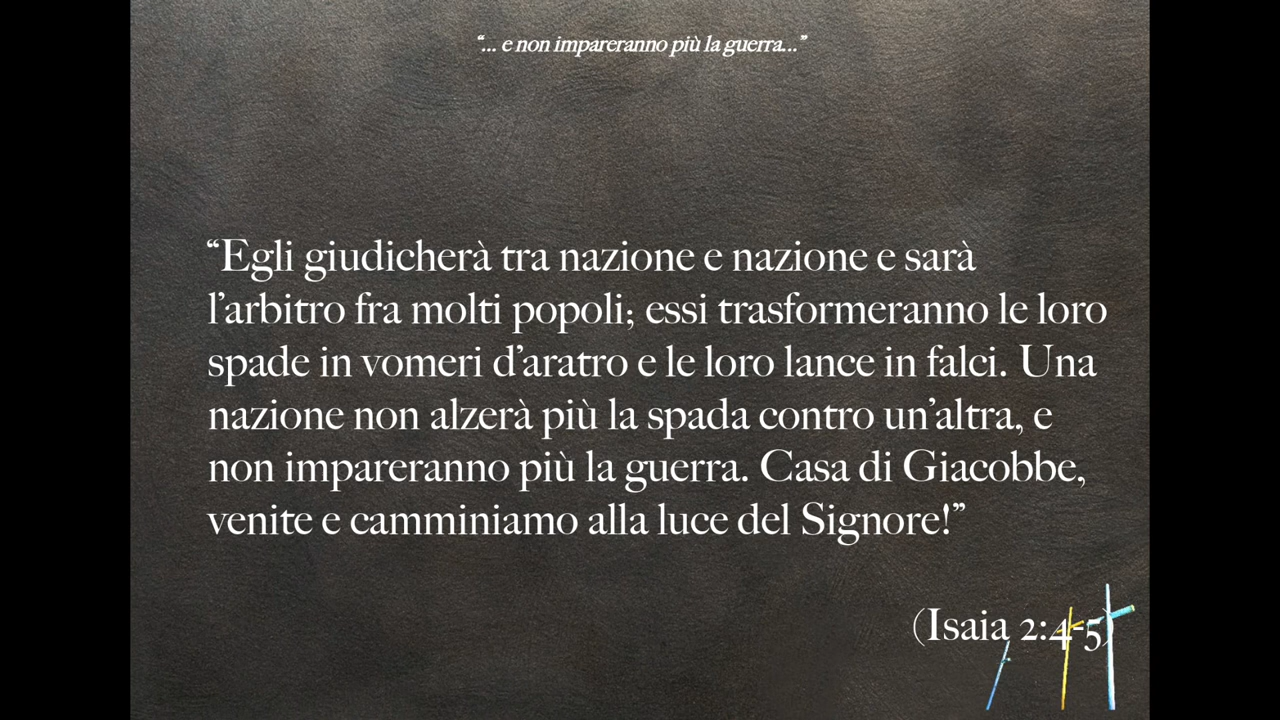 “... e non impareranno più la guerra...”
“Egli giudicherà tra nazione e nazione e sarà
l’arbitro fra molti popoli; essi trasformeranno le loro
spade in vomeri d’aratro e le loro lance in falci. Una
nazione non alzerà più la spada contro un’altra, e
non impareranno più la guerra. Casa di Giacobbe,
venite e camminiamo alla luce del Signore!”
(Isaia 2:4-5)